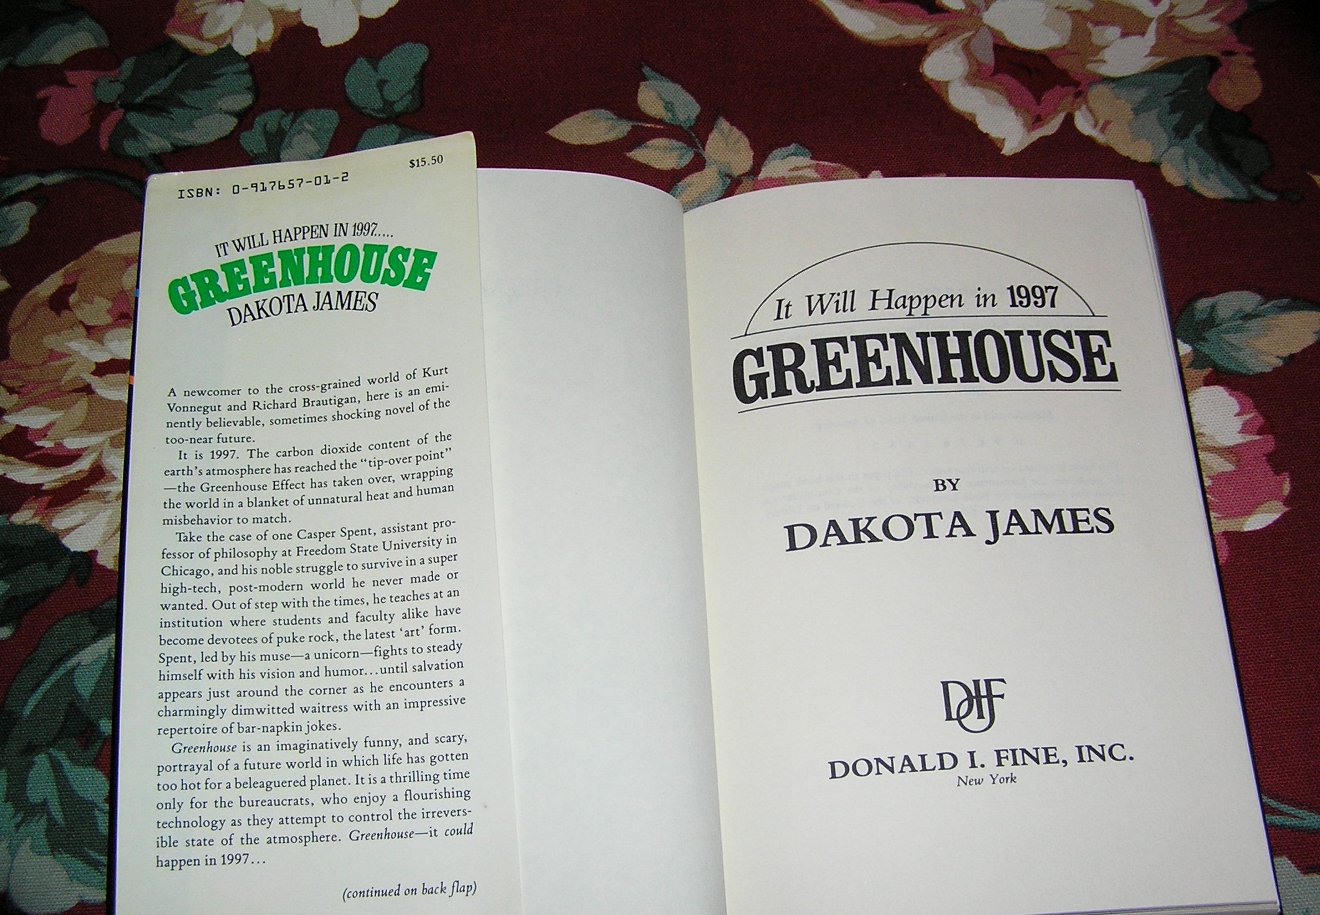 $15.50
ISBN: 0-917657-01-2
IT WILL HAPPEN IN 1997....
GREENHOUSE
DAKOTA JAMES
A newcomer to the cross-grained world of Kurt
Vonnegut and Richard Brautigan, here is an emi-
nently believable, sometimes shocking novel of the
too-near future.
It is 1997. The carbon dioxide content of the
earth's atmosphere has reached the "tip-over point"
—the Greenhouse Effect has taken over, wrapping
the world in a blanket of unnatural heat and human
misbehavior to match.
Take the case of one Casper Spent, assistant pro-
fessor of philosophy at Freedom State University in
Chicago, and his noble struggle to survive in a super
high-tech, post-modern world he never made or
wanted. Out of step with the times, he teaches at an
institution where students and faculty alike have
become devotees of puke rock, the latest 'art' form.
Spent, led by his muse—a unicorn—fights to steady
himself with his vision and humor...until salvation
appears just around the corner as he encounters a
charmingly dimwitted waitress with an impressive
repertoire of bar-napkin jokes.
Greenhouse is an imaginatively funny, and scary,
portrayal of a future world in which life has gotten
too hot for a beleaguered planet. It is a thrilling time
only for the bureaucrats, who enjoy a flourishing
technology as they attempt to control the irrevers-
ible state of the atmosphere. Greenhouse—it could
happen in 1997...
(continued on back flap)
It Will Happen in 1997
GREENHOUSE
BY
DAKOTA JAMES
DIF
DONALD I. FINE, INC.
New York